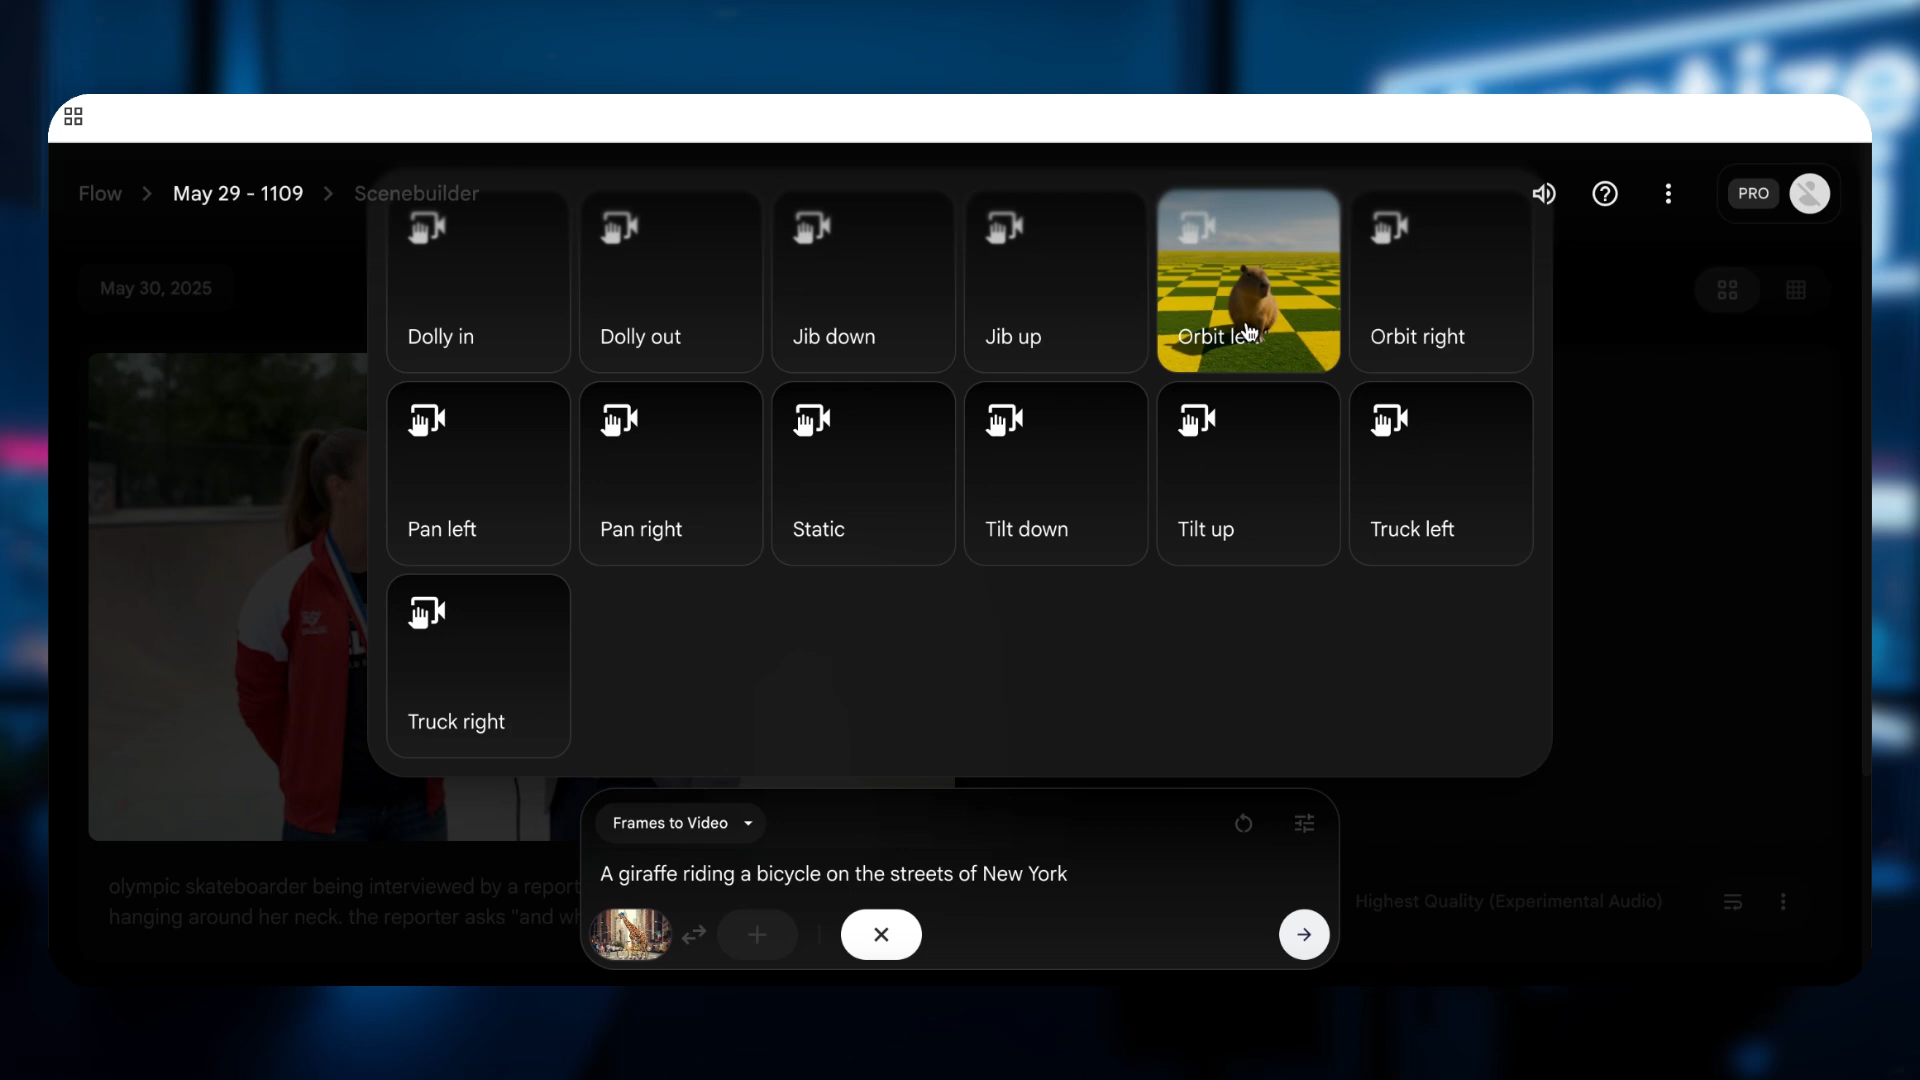 Flow > May 29 - 1109 > Scenebuilder
PRO
May 30, 2025
Dolly in
Dolly out
Jib down
Jib up
Orbit left
Orbit right
Pan left
Pan right
Static
Tilt down
Tilt up
Truck left
Truck right
Frames to Video
A giraffe riding a bicycle on the streets of New York
olympic skateboarder being interviewed by a report
hanging around her neck. the reporter asks "and wh
Highest Quality (Experimental Audio)